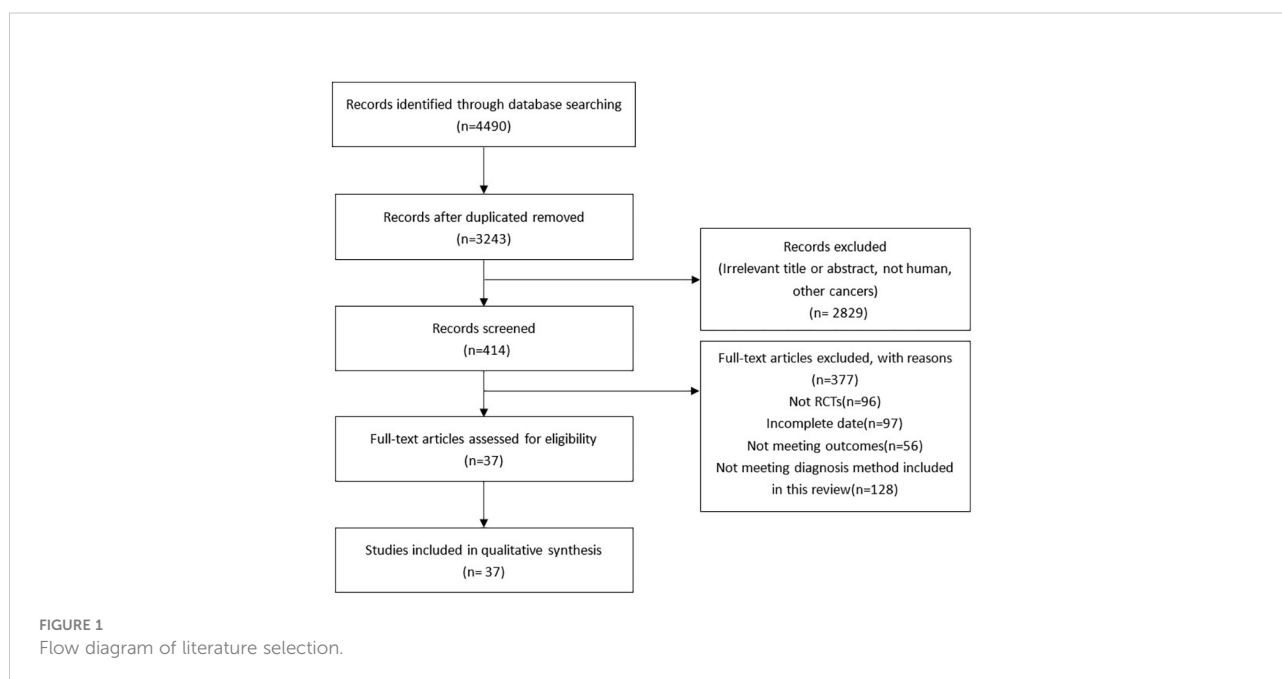 Records identified through database searching
(n=4490)
Records after duplicated removed
(n=3243)
Records excluded
(Irrelevant title or abstract, not human,
other cancers)
(n= 2829)
Records screened
(n=414)
Full-text articles excluded, with reasons
(n=377)
Not RCTs(n=96)
Incomplete date(n=97)
Not meeting outcomes(n=56)
Not meeting diagnosis method included
in this review(n=128)
Full-text articles assessed for eligibility
(n=37)
Studies included in qualitative synthesis
(n= 37)
FIGURE 1
Flow diagram of literature selection.